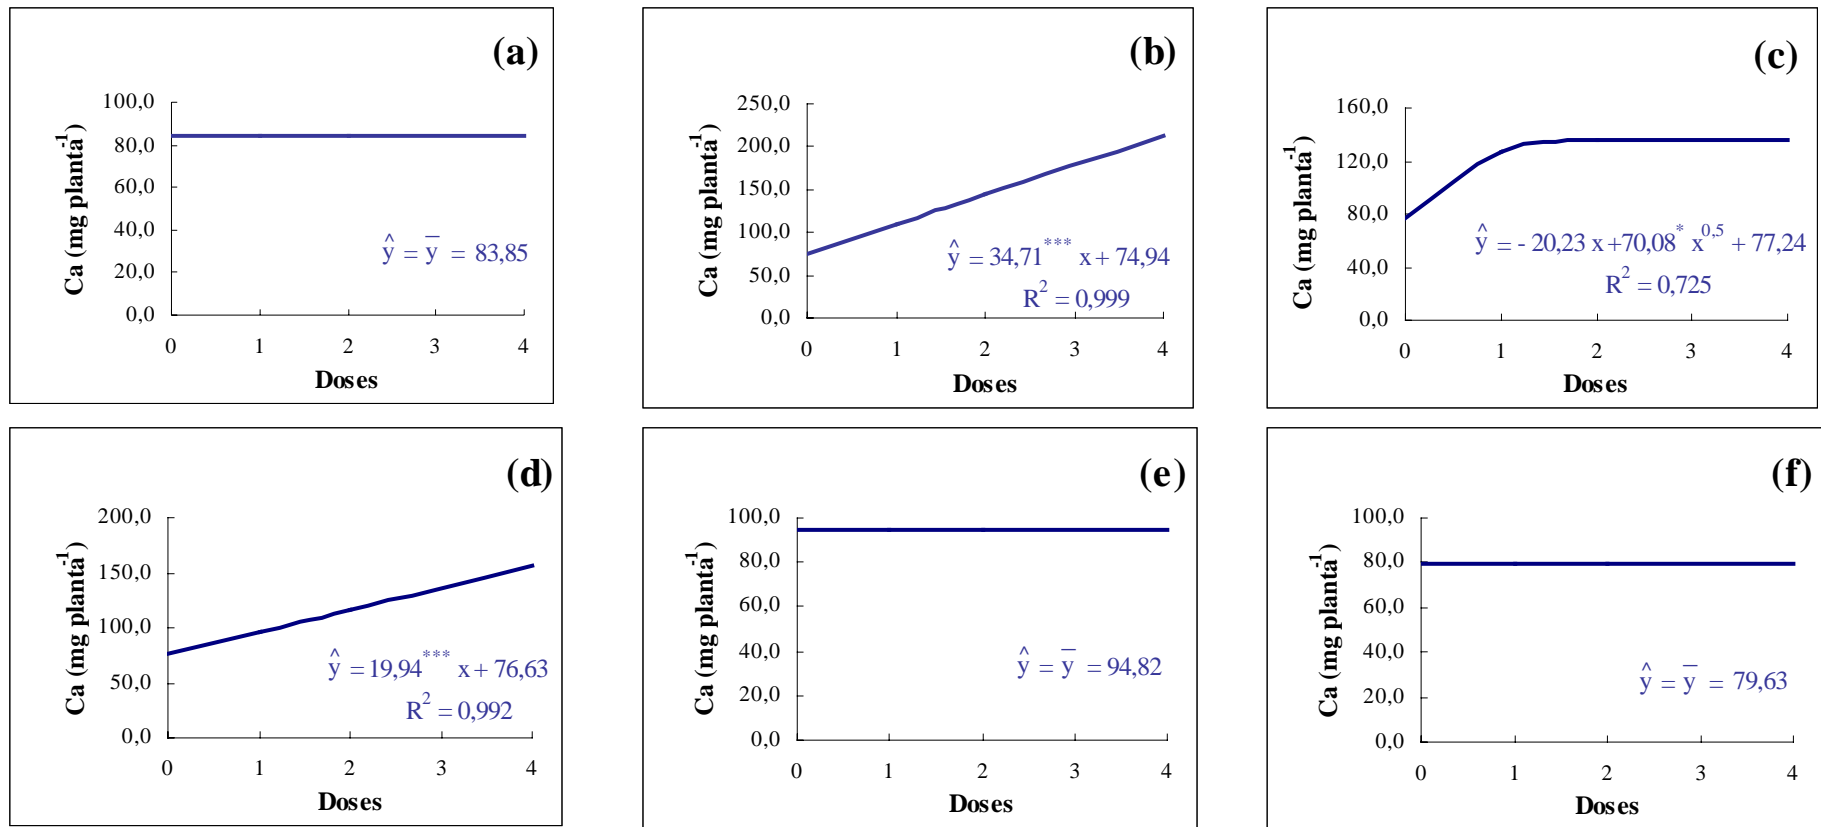 (a)
Ca (mg planta-1)
100,0
80,0
60,0
40,0
20,0
0,0
ŷ = ȳ = 83,85
0 1 2 3 4
Doses
(b)
Ca (mg planta-1)
250,0
200,0
150,0
100,0
50,0
0,0
ŷ = 34,71*** x + 74,94
R2 = 0,999
0 1 2 3 4
Doses
(c)
Ca (mg planta-1)
160,0
120,0
80,0
40,0
0,0
ŷ = - 20,23 x +70,08* x0,5 + 77,24
R2 = 0,725
0 1 2 3 4
Doses
(d)
Ca (mg planta-1)
200,0
150,0
100,0
50,0
0,0
ŷ = 19,94*** x + 76,63
R2 = 0,992
0 1 2 3 4
Doses
(e)
Ca (mg planta-1)
100,0
80,0
60,0
40,0
20,0
0,0
ŷ = ȳ = 94,82
0 1 2 3 4
Doses
(f)
Ca (mg planta-1)
100,0
80,0
60,0
40,0
20,0
0,0
ŷ = ȳ = 79,63
0 1 2 3 4
Doses